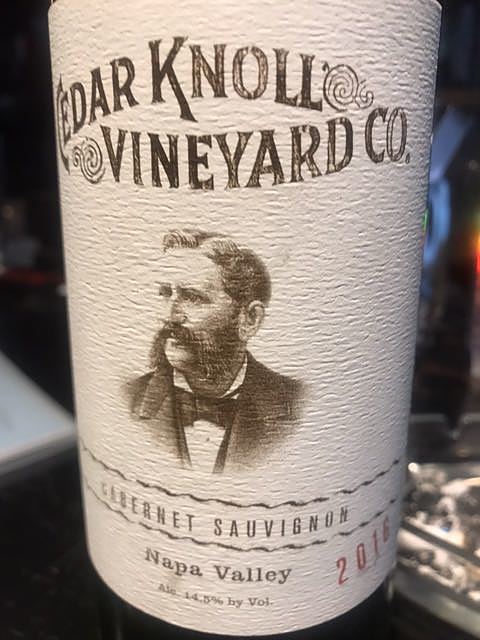 CEDAR KNOLL
VINEYARD CO.
CABERNET SAUVIGNON
Napa Valley
2016
Alc. 14.5% by Vol.